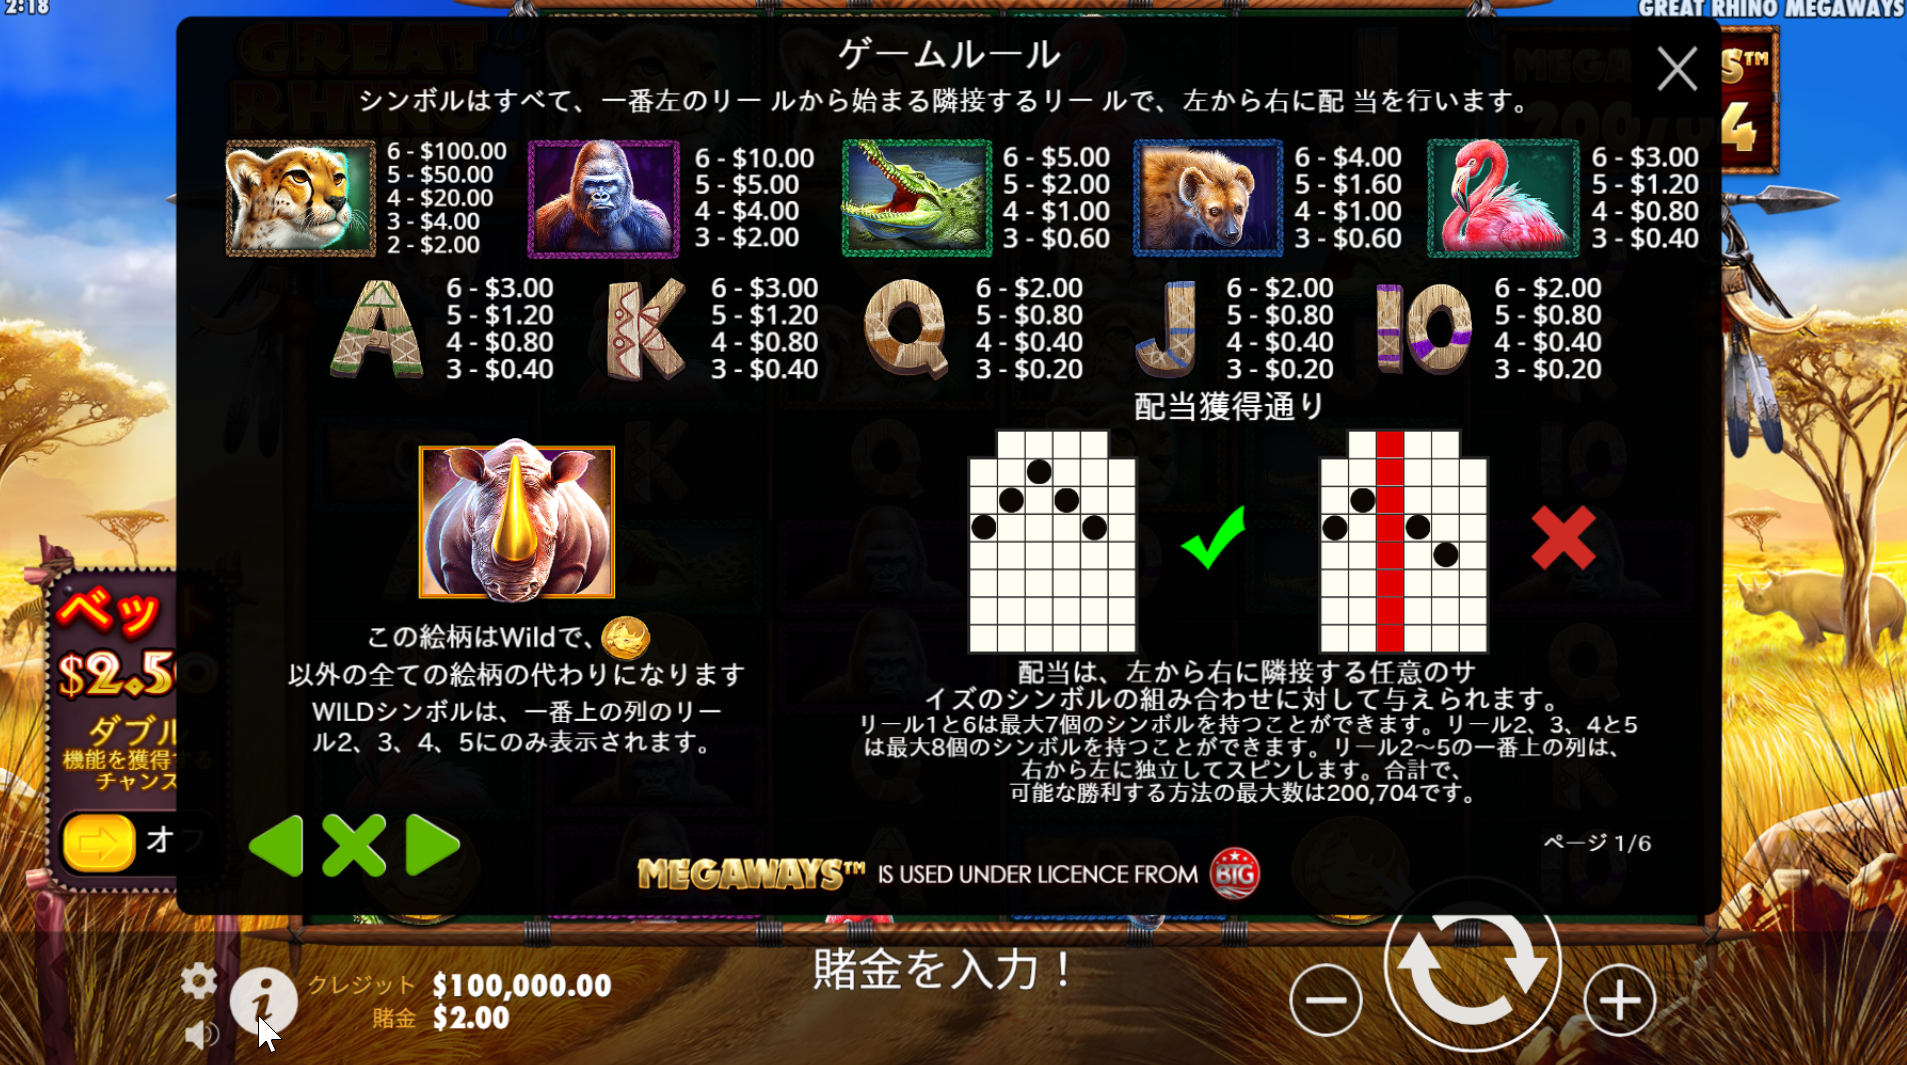 2:18
GREAT RHINO MEGAWAYS
ゲームルール
シンボルはすべて、一番左のリー ルから始まる隣接するリー ルで、左から右に配 当を行います。
6 - $100.00
5 - $50.00
4 - $20.00
3 - $4.00
2 - $2.00
6 - $10.00
5 - $5.00
4 - $4.00
3 - $2.00
6 - $5.00
5 - $2.00
4 - $1.00
3 - $0.60
6 - $4.00
5 - $1.60
4 - $1.00
3 - $0.60
6 - $3.00
5 - $1.20
4 - $0.80
3 - $0.40
A
6 - $3.00
5 - $1.20
4 - $0.80
3 - $0.40
K
6 - $3.00
5 - $1.20
4 - $0.80
3 - $0.40
Q
6 - $2.00
5 - $0.80
4 - $0.40
3 - $0.20
J
6 - $2.00
5 - $0.80
4 - $0.40
3 - $0.20
10
6 - $2.00
5 - $0.80
4 - $0.40
3 - $0.20
配当獲得通り
この絵柄はWildで、
以外の全ての絵柄の代わりになります
WILDシンボルは、一番上の列のリー
ル2、3、4、5にのみ表示されます。
配当は、左から右に隣接する任意のサ
イズのシンボルの組み合わせに対して与えられます。
リール1と6は最大7個のシンボルを持つことができます。リール2、3、4と5
は最大8個のシンボルを持つことができます。リール2～5の一番上の列は、
右から左に独立してスピンします。合計で、
可能な勝利する方法の最大数は200,704です。
ページ 1/6
MEGAWAYS™ IS USED UNDER LICENCE FROM BIG
ベット
$2.50
ダブル
機能を獲得する
チャンス
オフ
クレジット $100,000.00
賭金 $2.00
賭金を入力！